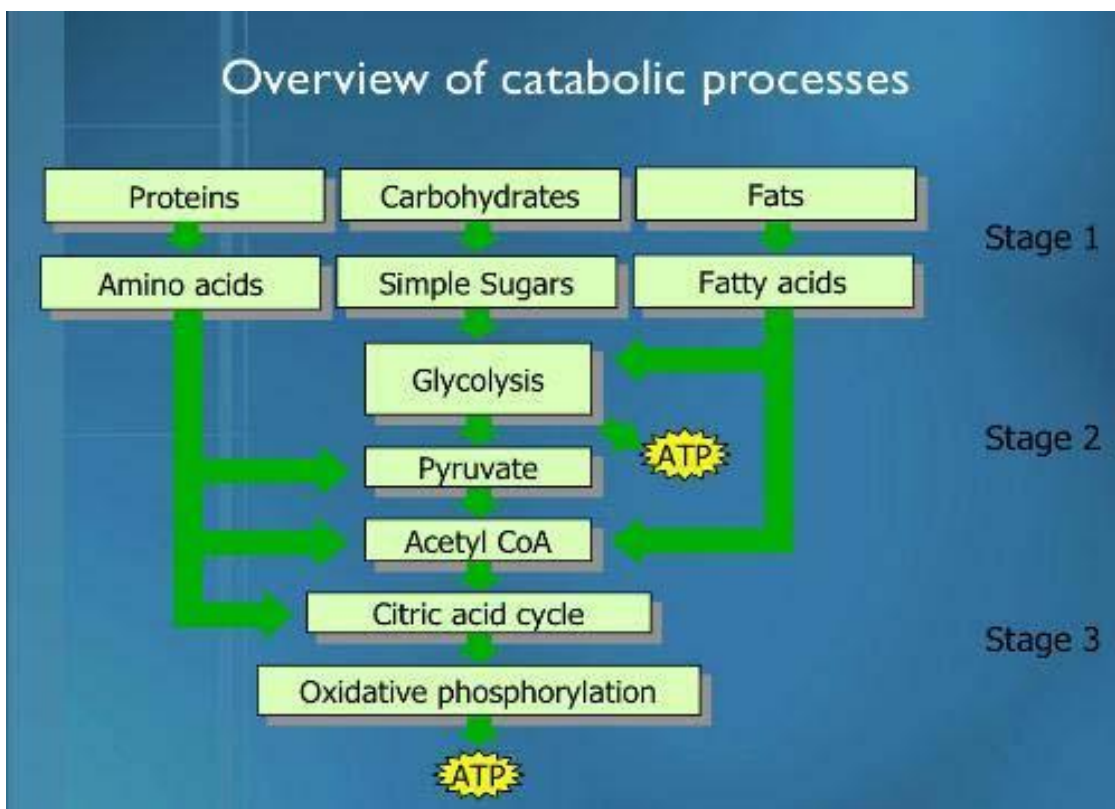 Overview of catabolic processes
Proteins
Carbohydrates
Fats
Stage 1
Amino acids
Simple Sugars
Fatty acids
Glycolysis
Stage 2
ATP
Pyruvate
Acetyl CoA
Citric acid cycle
Stage 3
Oxidative phosphorylation
ATP